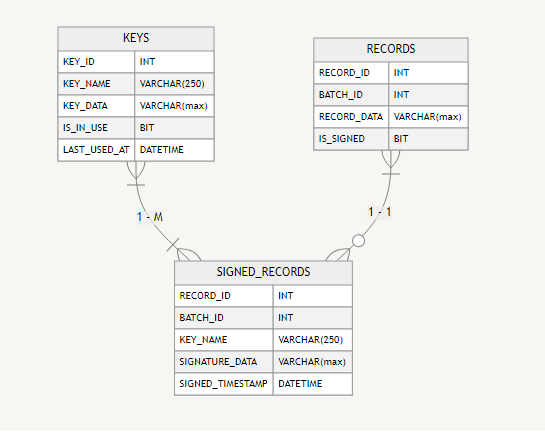 KEYS
KEY_ID INT
KEY_NAME VARCHAR(250)
KEY_DATA VARCHAR(max)
IS_IN_USE BIT
LAST_USED_AT DATETIME
RECORDS
RECORD_ID INT
BATCH_ID INT
RECORD_DATA VARCHAR(max)
IS_SIGNED BIT
1 - M
1 - 1
SIGNED_RECORDS
RECORD_ID INT
BATCH_ID INT
KEY_NAME VARCHAR(250)
SIGNATURE_DATA VARCHAR(max)
SIGNED_TIMESTAMP DATETIME